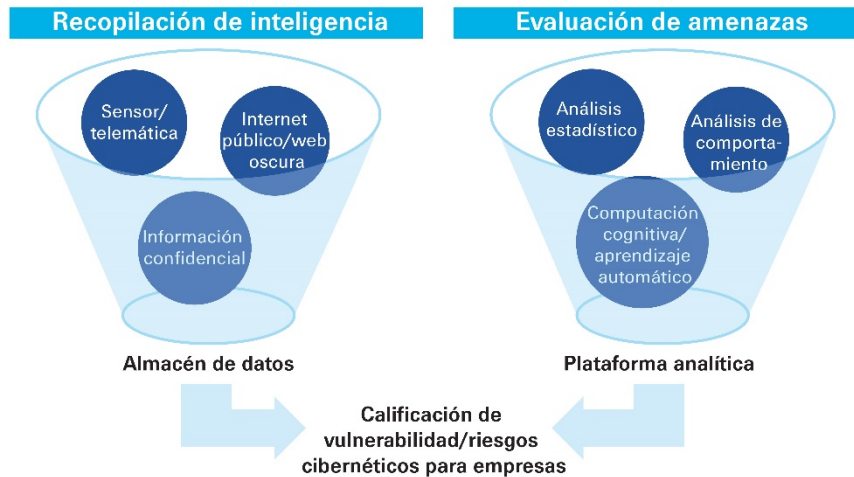 Recopilación de inteligencia
Sensor/
telemática
Internet
público/web
oscura
Información
confidencial
Almacén de datos
Evaluación de amenazas
Análisis
estadístico
Análisis de
comporta-
miento
Computación
cognitiva/
aprendizaje
automático
Plataforma analítica
Calificación de
vulnerabilidad/riesgos
cibernéticos para empresas